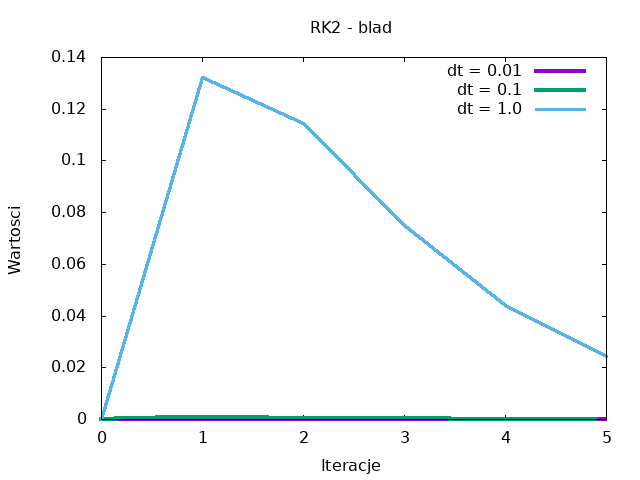 RK2 - blad
0.14
0.12
0.1
0.08
0.06
0.04
0.02
0
Wartosci
dt = 0.01
dt = 0.1
dt = 1.0
0 1 2 3 4 5
Iteracje